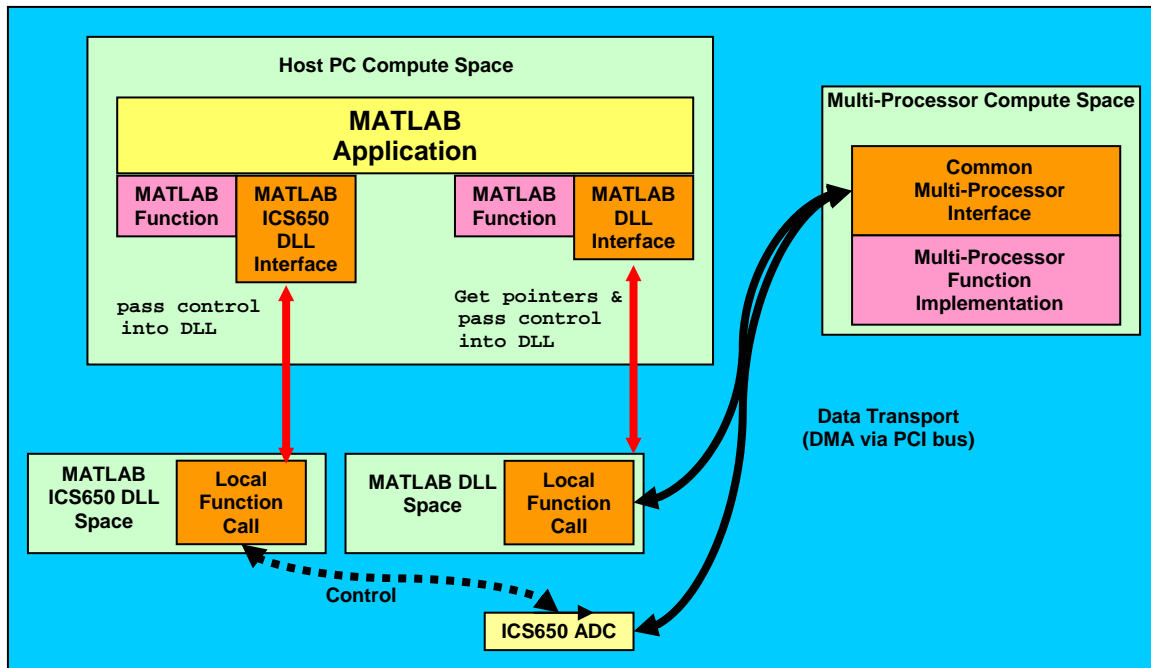 Host PC Compute Space
MATLAB
Application
MATLAB
Function
MATLAB
ICS650
DLL
Interface
MATLAB
Function
MATLAB
DLL
Interface
pass control
into DLL
Get pointers &
pass control
into DLL
Multi-Processor Compute Space
Common
Multi-Processor
Interface
Multi-Processor
Function
Implementation
Data Transport
(DMA via PCI bus)
MATLAB
ICS650 DLL
Space
Local
Function
Call
MATLAB DLL
Space
Local
Function
Call
Control
ICS650 ADC